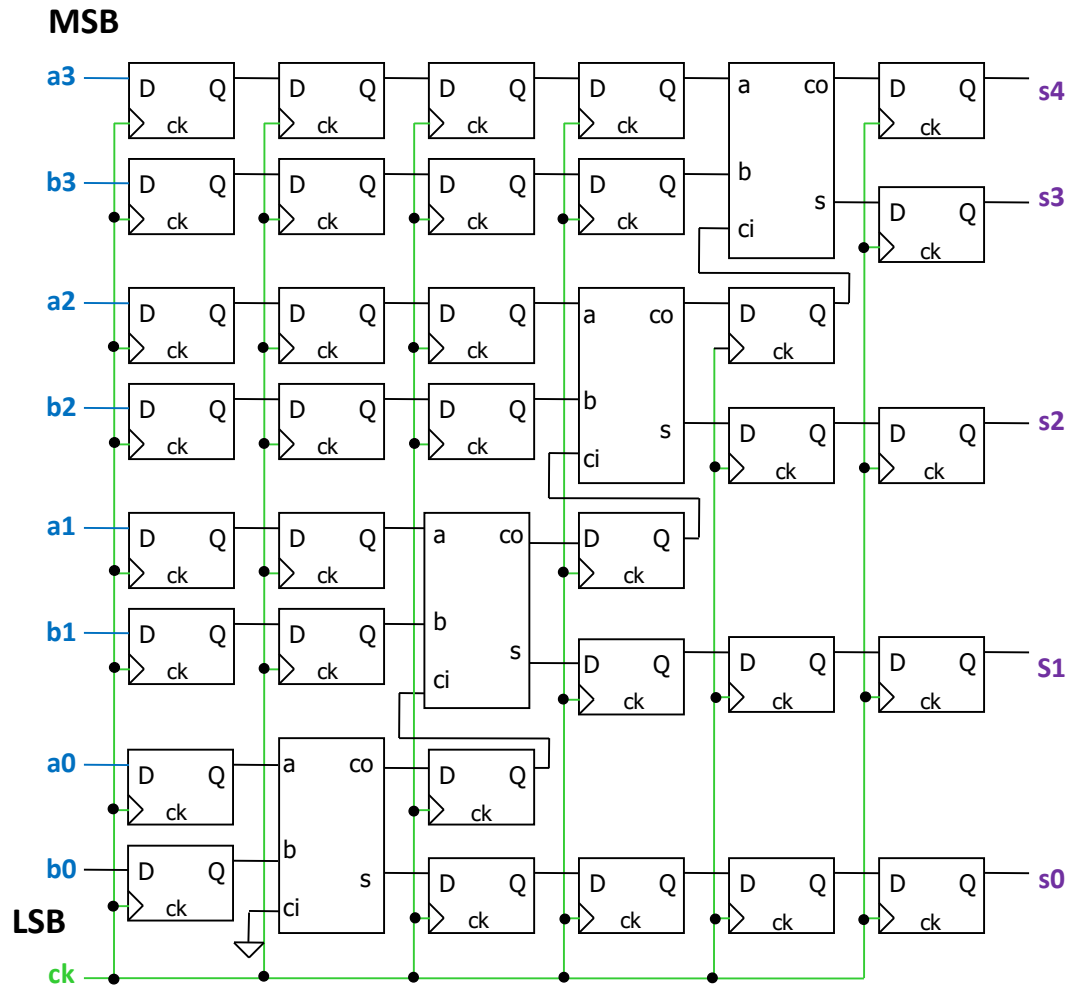 MSB
a3 D Q D Q D Q D Q a co D Q s4
ck ck ck ck ck
b3 D Q D Q D Q D Q b s D Q s3
ck ck ck ck ci ck
a2 D Q D Q D Q a co D Q
ck ck ck ck
b2 D Q D Q D Q b s D Q D Q s2
ck ck ck ci ck ck
a1 D Q D Q a co D Q
ck ck ck
b1 D Q D Q b s D Q D Q D Q S1
ck ck ci ck ck ck
a0 D Q a co D Q
ck ck
b0 D Q b s D Q D Q D Q D Q s0
ck ci ck ck ck ck
LSB
ck